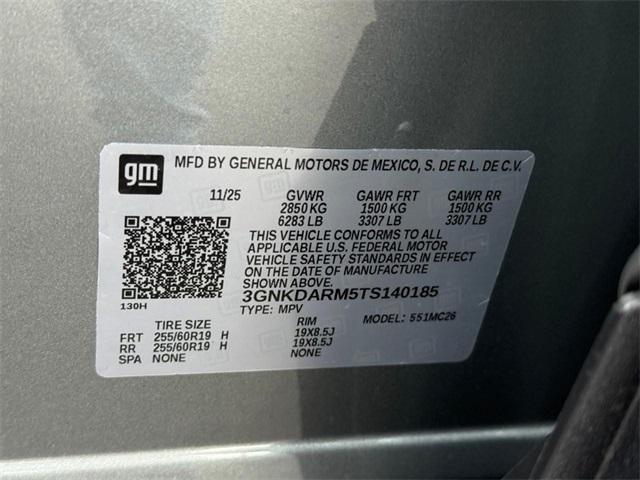 gm
MFD BY GENERAL MOTORS DE MEXICO, S. DE R.L. DE C.V.
11/25 GVWR GAWR FRT GAWR RR
2850 KG 1500 KG 1500 KG
6283 LB 3307 LB 3307 LB
THIS VEHICLE CONFORMS TO ALL
APPLICABLE U.S. FEDERAL MOTOR
VEHICLE SAFETY STANDARDS IN EFFECT
ON THE DATE OF MANUFACTURE
SHOWN ABOVE.
3GNKDARM5TS140185
130H
TYPE: MPV MODEL: 551MC26
TIRE SIZE RIM
FRT 255/60R19 H 19X8.5J
RR 255/60R19 H 19X8.5J
SPA NONE NONE